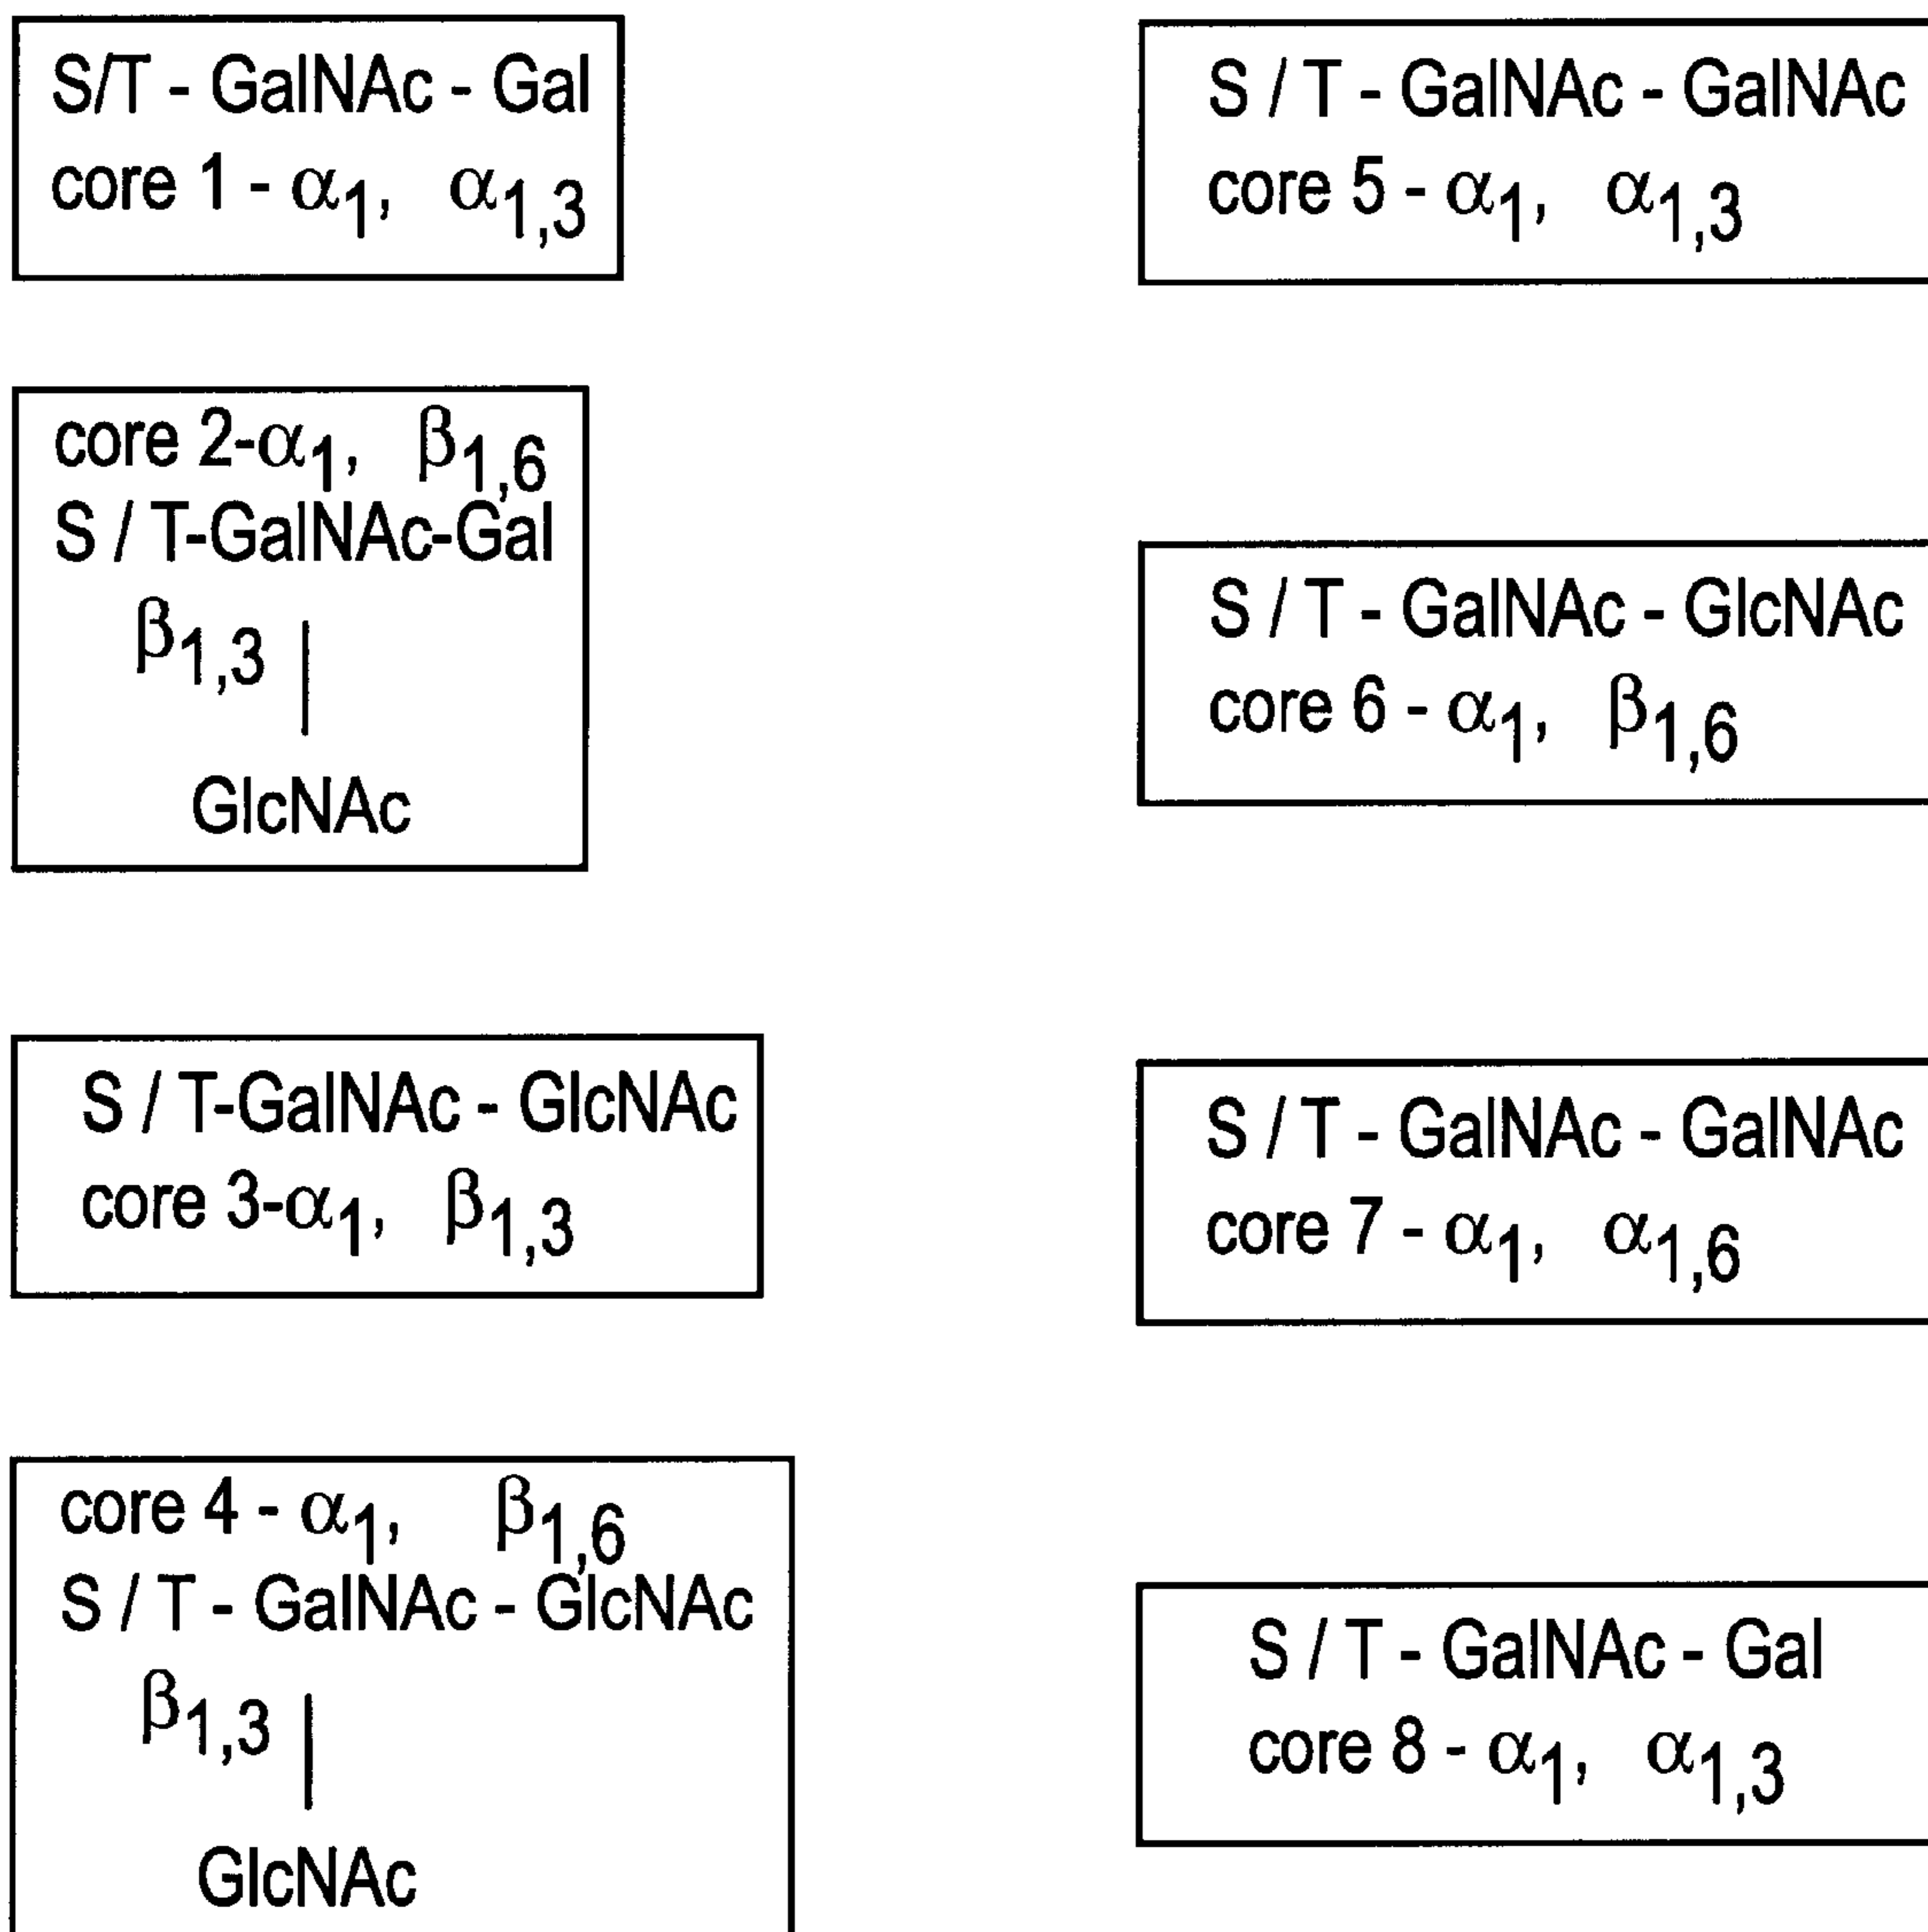 S/T - GalNAc - Gal
core 1 - α1, α1,3
core 2-α1, β1,6
S / T-GalNAc-Gal
β1,3
GlcNAc
S / T-GalNAc - GlcNAc
core 3-α1, β1,3
core 4 - α1, β1,6
S / T - GalNAc - GlcNAc
β1,3
GlcNAc
S / T - GalNAc - GalNAc
core 5 - α1, α1,3
S / T - GalNAc - GlcNAc
core 6 - α1, β1,6
S / T - GalNAc - GalNAc
core 7 - α1, α1,6
S / T - GalNAc - Gal
core 8 - α1, α1,3